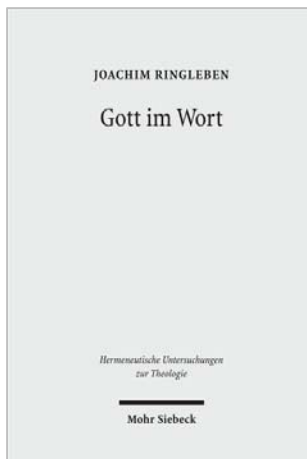 JOACHIM RINGLEBEN
Gott im Wort
Hermeneutische Untersuchungen
zur Theologie
Mohr Siebeck